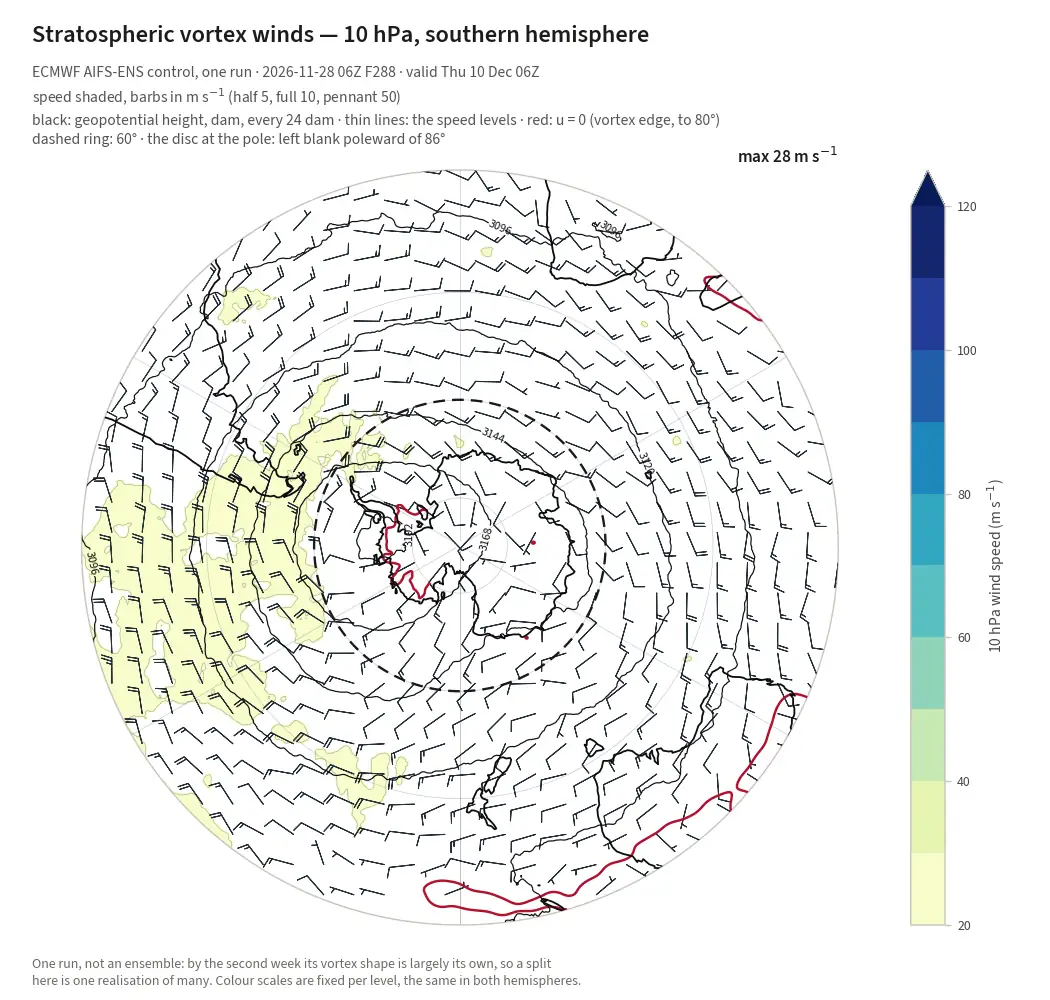 Stratospheric vortex winds — 10 hPa, southern hemisphere
ECMWF AIFS-ENS control, one run · 2026-11-28 06Z F288 · valid Thu 10 Dec 06Z
speed shaded, barbs in m s⁻¹ (half 5, full 10, pennant 50)
black: geopotential height, dam, every 24 dam · thin lines: the speed levels · red: u = 0 (vortex edge, to 80°)
dashed ring: 60° · the disc at the pole: left blank poleward of 86°
max 28 m s⁻¹
3096
3096
3144
3120
3192
3168
3096
120
100
80
60
40
20
10 hPa wind speed (m s⁻¹)
One run, not an ensemble: by the second week its vortex shape is largely its own, so a split
here is one realisation of many. Colour scales are fixed per level, the same in both hemispheres.